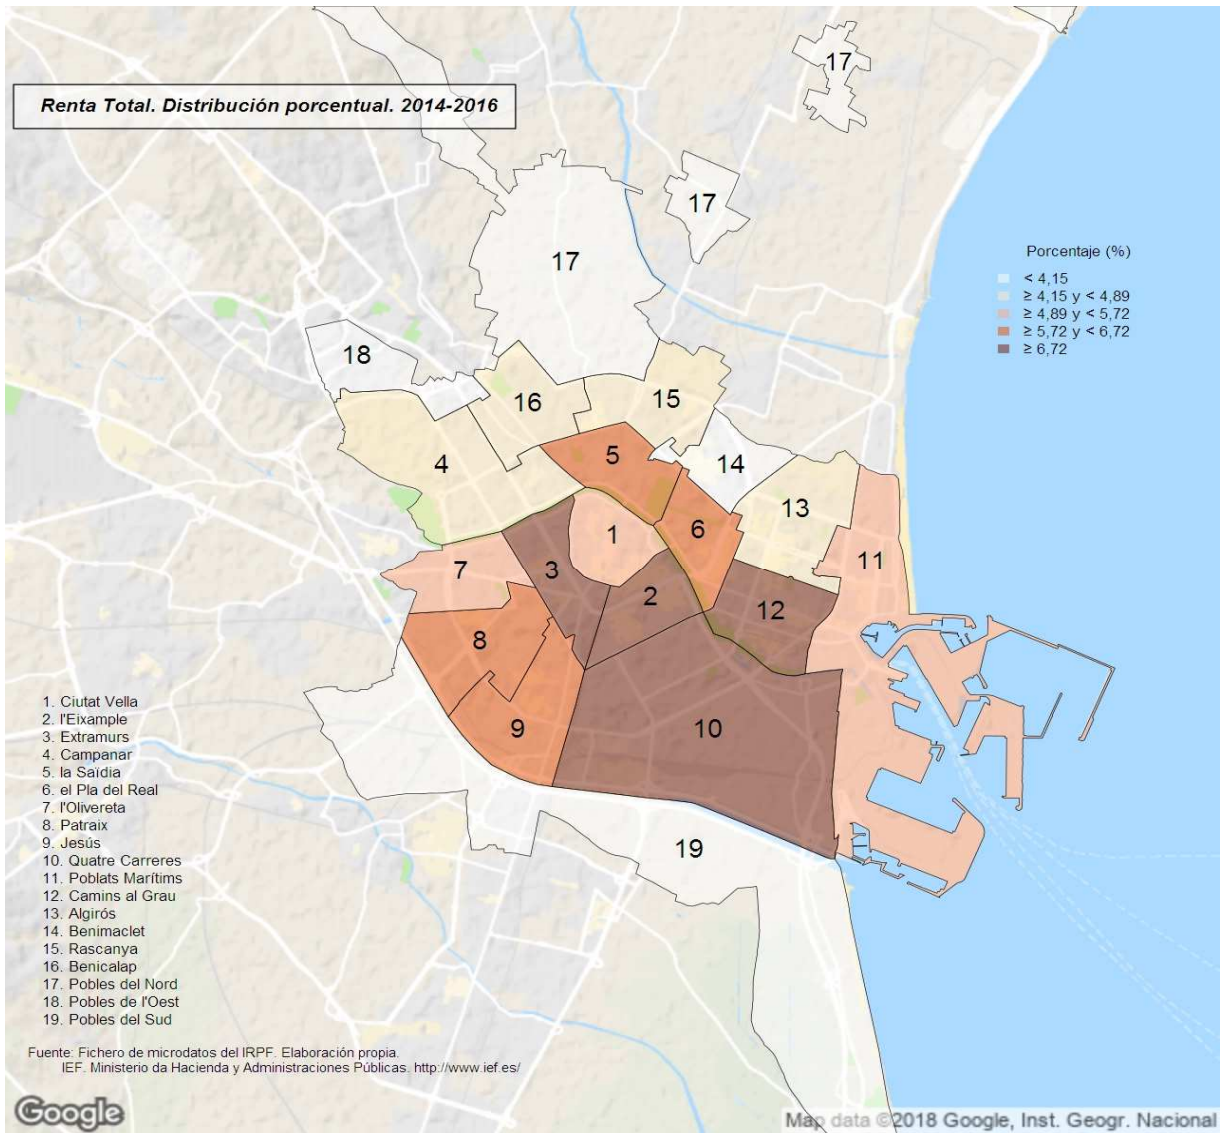 17
Renta Total. Distribución porcentual. 2014-2016
17
17
Porcentaje (%)
< 4,15
≥ 4,15 y < 4,89
≥ 4,89 y < 5,72
≥ 5,72 y < 6,72
≥ 6,72
18
16
15
4
5
14
13
6
1
11
7
3
2
12
8
9
10
19
1. Ciutat Vella
2. l'Eixample
3. Extramurs
4. Campanar
5. la Saïdia
6. el Pla del Real
7. l'Olivereta
8. Patraix
9. Jesús
10. Quatre Carreres
11. Poblats Marítims
12. Camins al Grau
13. Algirós
14. Benimaclet
15. Rascanya
16. Benicalap
17. Pobles del Nord
18. Pobles de l'Oest
19. Pobles del Sud
Fuente: Fichero de microdatos del IRPF. Elaboración propia.
IEF. Ministerio da Hacienda y Administraciones Públicas. http://www.ief.es/
Google
Map data ©2018 Google, Inst. Geogr. Nacional